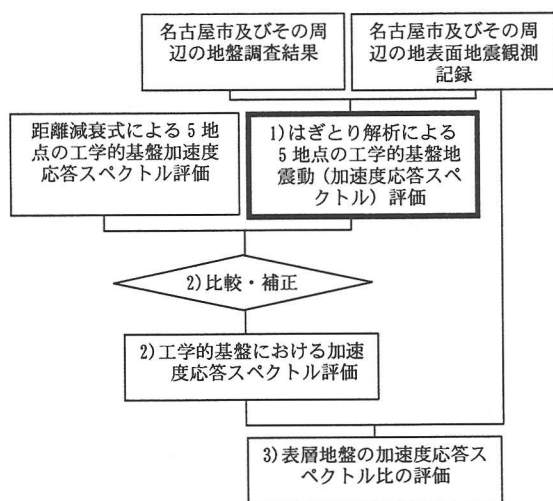 名古屋市及びその周
辺の地盤調査結果
名古屋市及びその周
辺の地表面地震観測
記録
距離減衰式による5地
点の工学的基盤加速度
応答スペクトル評価
1)はぎとり解析による
5地点の工学的基盤地
震動(加速度応答スペ
クトル)評価
2)比較・補正
2)工学的基盤における加速
度応答スペクトル評価
3)表層地盤の加速度応答ス
ペクトル比の評価